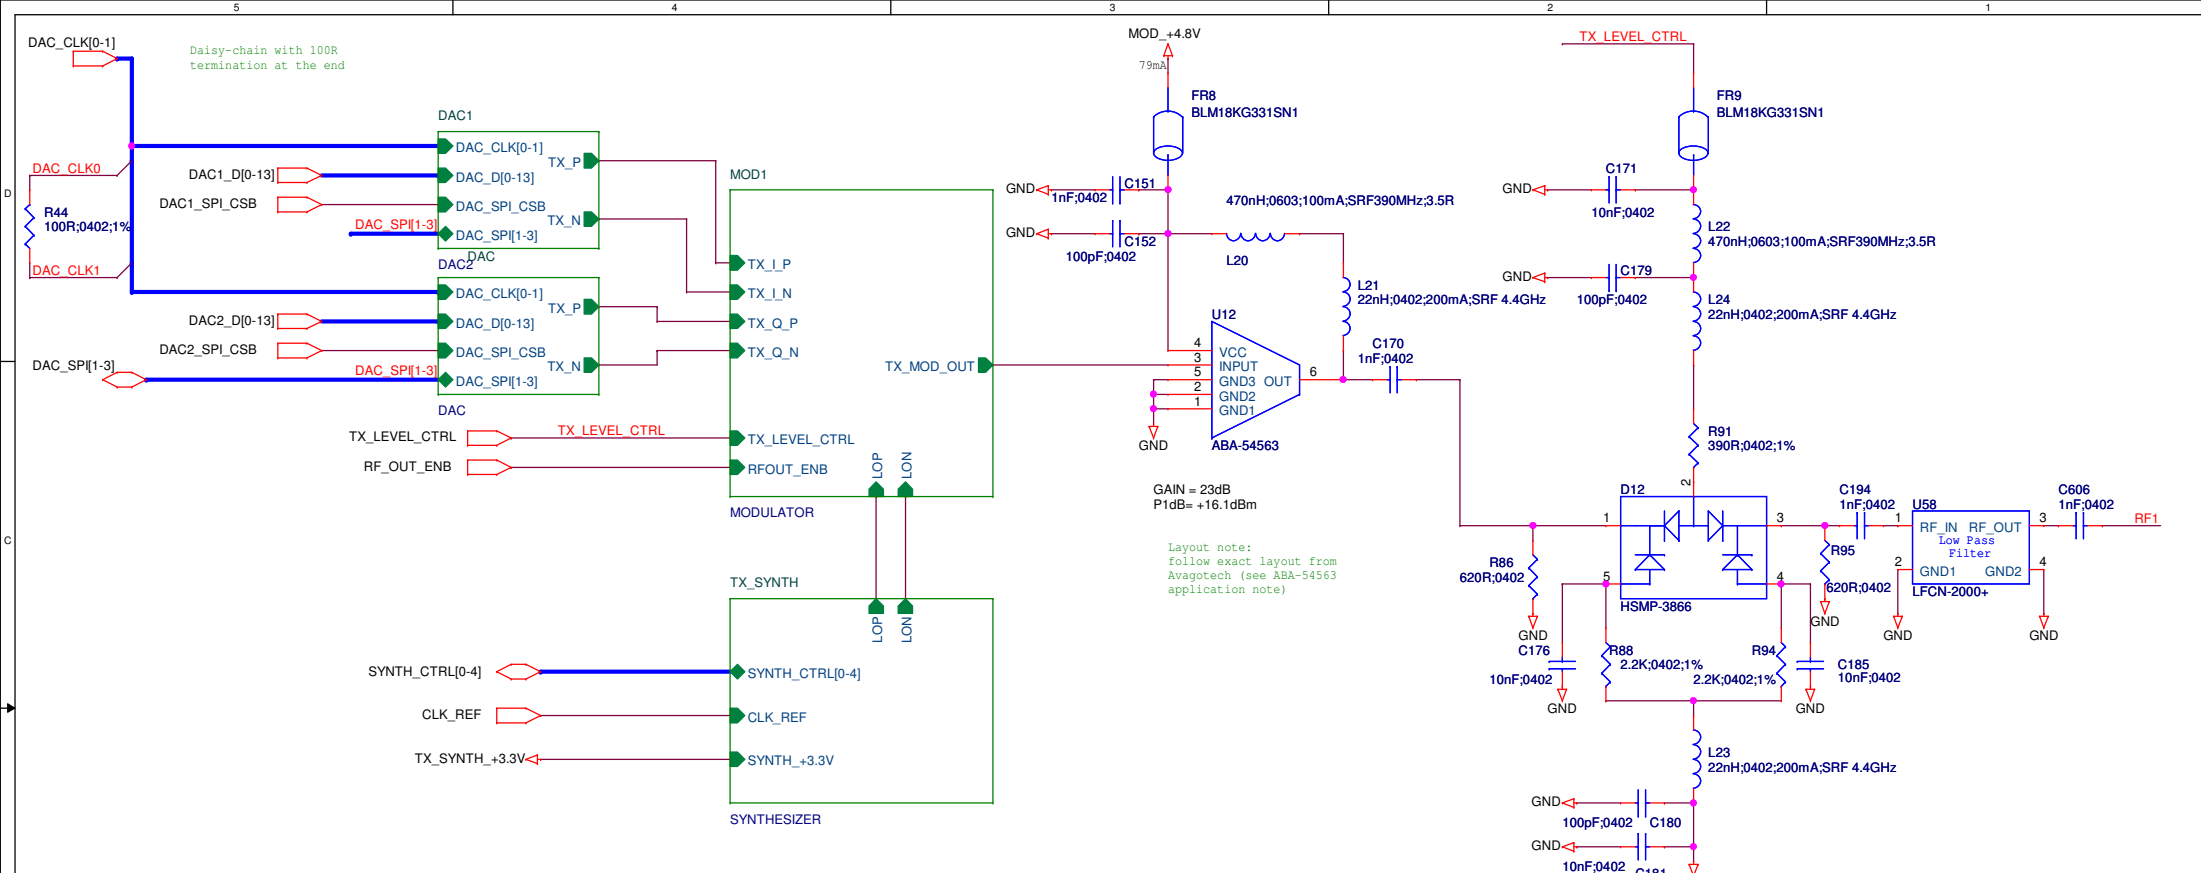 5
4
3
2
1
D
C
DAC_CLK[0-1]
Daisy-chain with 100R
termination at the end
DAC_CLK0
R44
100R;0402;1%
DAC_CLK1
DAC1_D[0-13]
DAC1_SPI_CSB
DAC_SPI[1-3]
DAC1
DAC_CLK[0-1]
DAC_D[0-13]
DAC_SPI_CSB
DAC_SPI[1-3]
TX_P
TX_N
DAC
DAC2
DAC_CLK[0-1]
DAC_D[0-13]
DAC_SPI_CSB
DAC_SPI[1-3]
TX_P
TX_N
DAC
DAC2_D[0-13]
DAC2_SPI_CSB
DAC_SPI[1-3]
DAC_SPI[1-3]
TX_LEVEL_CTRL
TX_LEVEL_CTRL
RF_OUT_ENB
MOD1
TX_I_P
TX_I_N
TX_Q_P
TX_Q_N
TX_MOD_OUT
TX_LEVEL_CTRL
RFOUT_ENB
LOP
LON
MODULATOR
TX_SYNTH
LOP
LON
SYNTH_CTRL[0-4]
SYNTH_CTRL[0-4]
CLK_REF
CLK_REF
TX_SYNTH_+3.3V
SYNTH_+3.3V
SYNTHESIZER
MOD_+4.8V
79mA
FR8
BLM18KG331SN1
GND
C151
1nF;0402
GND
C152
100pF;0402
470nH;0603;100mA;SRF390MHz;3.5R
L20
L21
22nH;0402;200mA;SRF 4.4GHz
U12
4
3
5
2
1
VCC
INPUT
GND3
OUT
GND2
GND1
6
ABA-54563
GND
C170
1nF;0402
GAIN = 23dB
P1dB= +16.1dBm
Layout note:
follow exact layout from
Avagotech (see ABA-54563
application note)
TX_LEVEL_CTRL
FR9
BLM18KG331SN1
GND
C171
10nF;0402
L22
470nH;0603;100mA;SRF390MHz;3.5R
GND
C179
100pF;0402
L24
22nH;0402;200mA;SRF 4.4GHz
R91
390R;0402;1%
D12
2
1
3
5
4
HSMP-3866
R86
620R;0402
GND
C176
10nF;0402
GND
R88
2.2K;0402;1%
R94
2.2K;0402;1%
C185
10nF;0402
GND
R95
620R;0402
GND
C194
1nF;0402
U58
1
RF_IN
RF_OUT
3
Low Pass
Filter
2
GND1
GND2
4
LFCN-2000+
GND
GND
C606
1nF;0402
RF1
L23
22nH;0402;200mA;SRF 4.4GHz
GND
100pF;0402
C180
GND
10nF;0402
C181